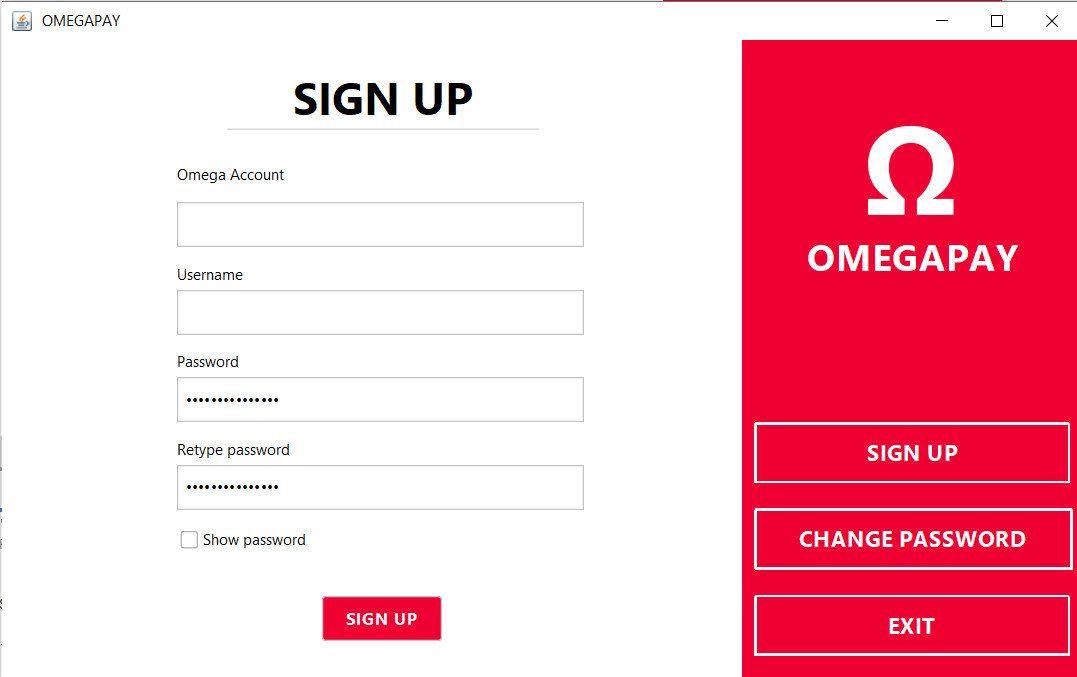 OMEGAPAY
SIGN UP
Omega Account
Username
Password
•••••••••••••••
Retype password
•••••••••••••••
Show password
SIGN UP
Ω
OMEGAPAY
SIGN UP
CHANGE PASSWORD
EXIT